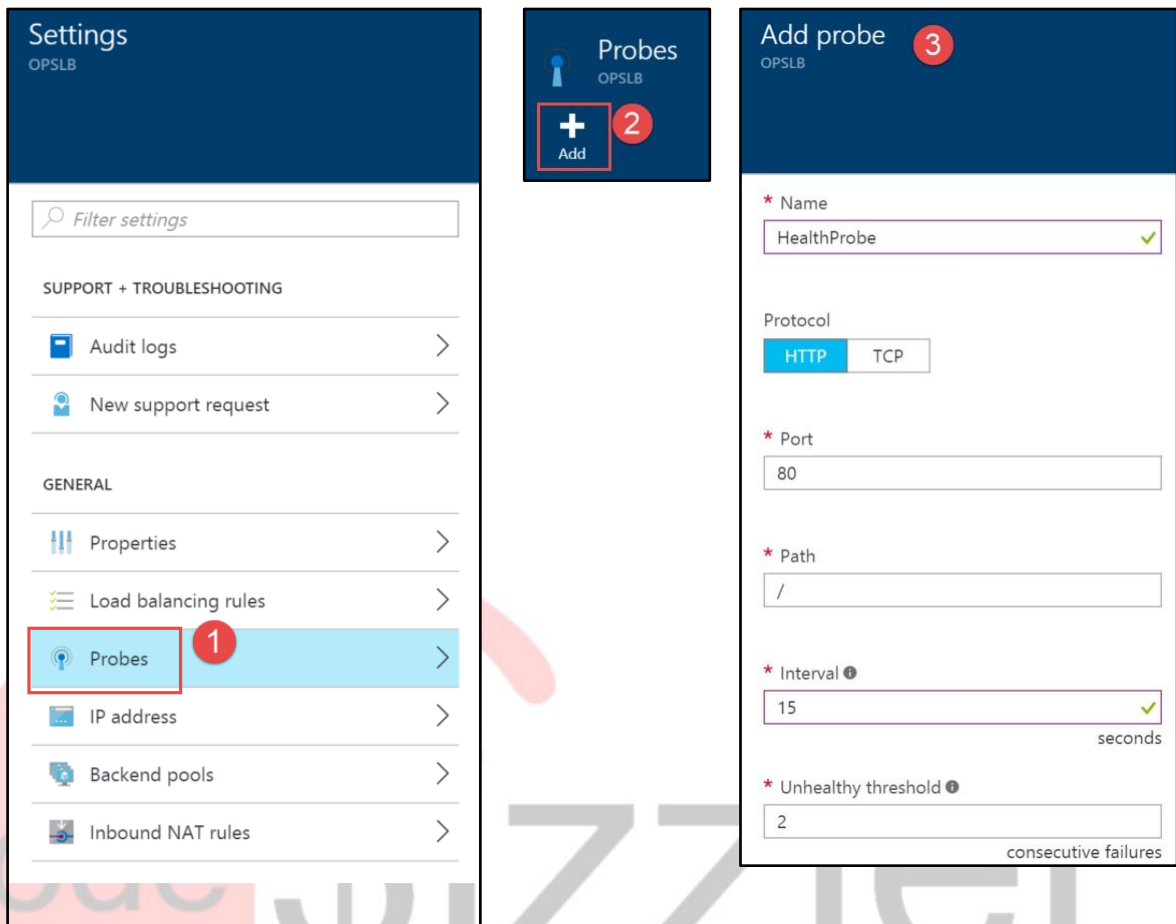 Settings
OPSLB
Filter settings
SUPPORT + TROUBLESHOOTING
Audit logs
New support request
GENERAL
Properties
Load balancing rules
Probes
1
IP address
Backend pools
Inbound NAT rules
Probes
OPSLB
Add
2
Add probe
3
OPSLB
* Name
HealthProbe
Protocol
HTTP TCP
* Port
80
* Path
/
* Interval
15
seconds
* Unhealthy threshold
2
consecutive failures